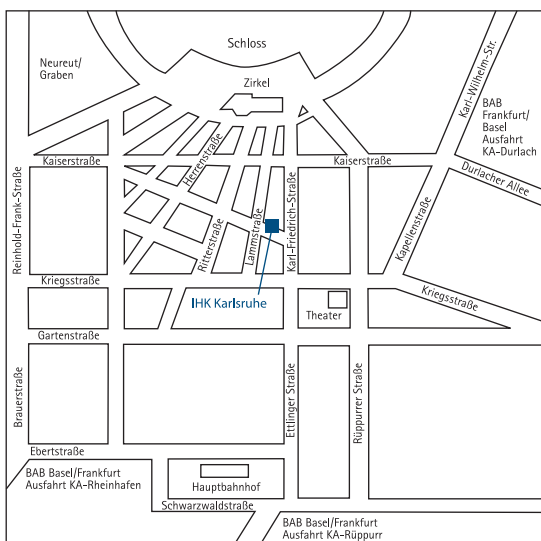 Schloss
Neureut/
Graben
Zirkel
Karl-Wilhelm-Str.
BAB
Frankfurt/
Basel
Ausfahrt
KA-Durlach
Kaiserstraße
Herrenstraße
Kaiserstraße
Durlacher Allee
Reinhold-Frank-Straße
Ritterstraße
Lammstraße
Karl-Friedrich-Straße
Kapellenstraße
Kriegsstraße
IHK Karlsruhe
Kriegsstraße
Theater
Gartenstraße
Brauerstraße
Ettlinger Straße
Rüppurrer Straße
Ebertstraße
BAB Basel/Frankfurt
Ausfahrt KA-Rheinhafen
Hauptbahnhof
Schwarzwaldstraße
BAB Basel/Frankfurt
Ausfahrt KA-Rüppurr